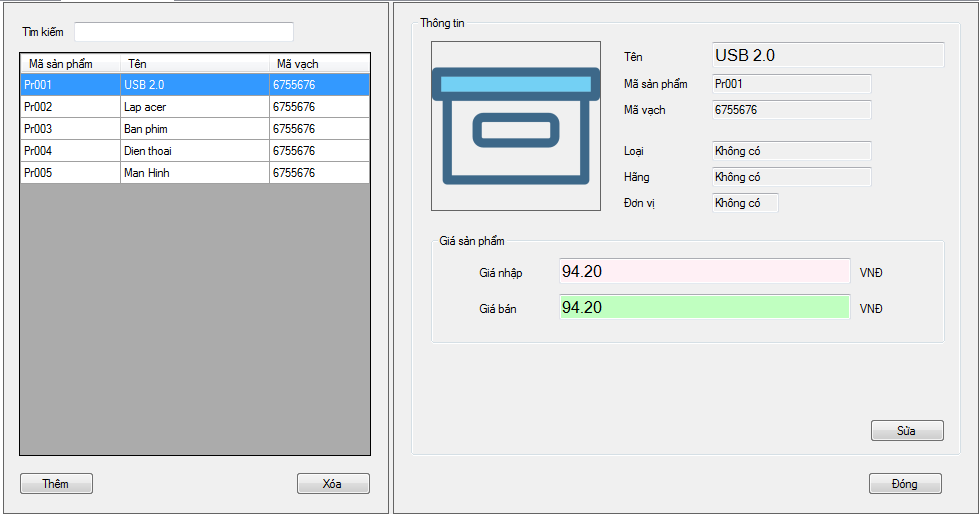 Tìm kiếm
Mã sản phẩm Tên Mã vạch
Pr001 USB 2.0 6755676
Pr002 Lap acer 6755676
Pr003 Ban phim 6755676
Pr004 Dien thoai 6755676
Pr005 Man Hinh 6755676
Thêm Xóa
Thông tin
Tên USB 2.0
Mã sản phẩm Pr001
Mã vạch 6755676
Loại Không có
Hãng Không có
Đơn vị Không có
Giá sản phẩm
Giá nhập 94.20 VNĐ
Giá bán 94.20 VNĐ
Sửa
Đóng